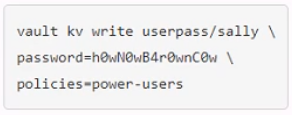 vault kv write userpass/sally \
password=h0wN0wB4r0wnC0w \
policies=power-users